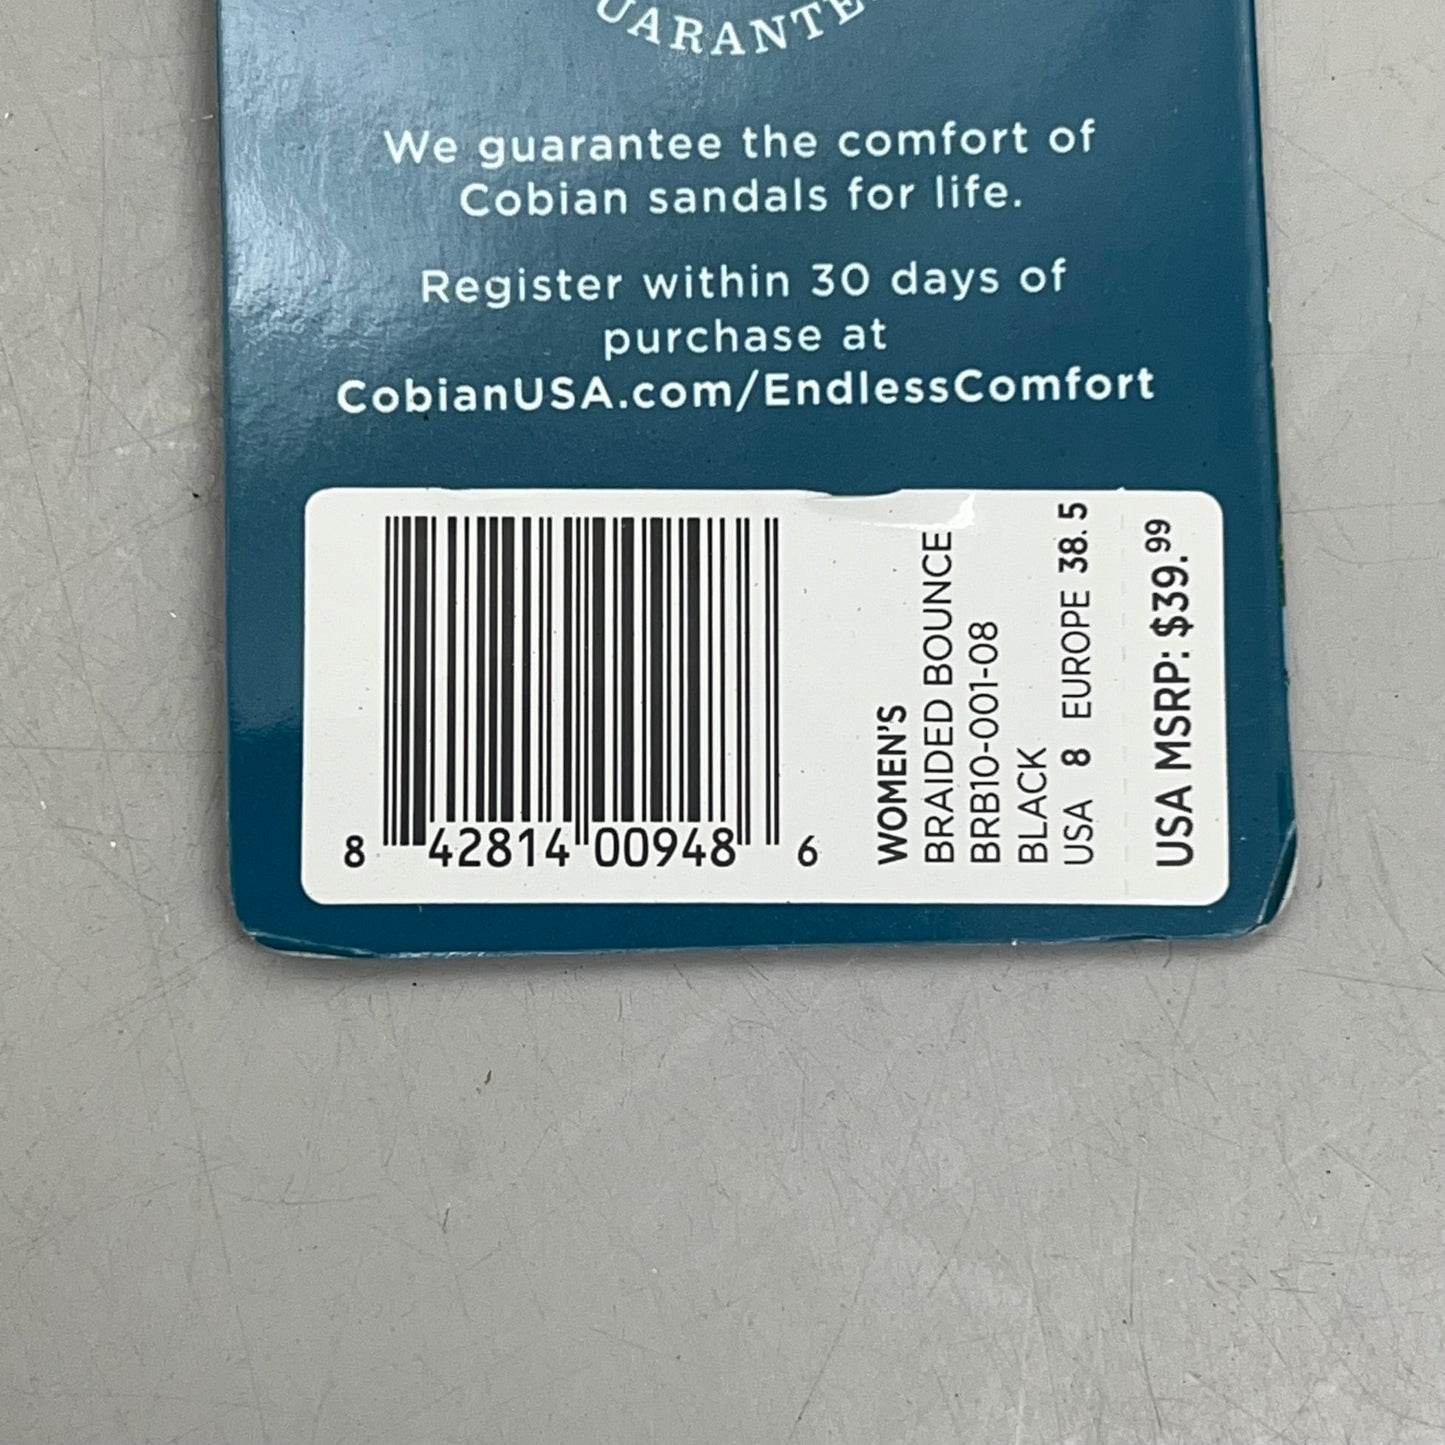 We guarantee the comfort of
Cobian sandals for life.
Register within 30 days of
purchase at
CobianUSA.com/EndlessComfort
8 42814 00948 6
WOMEN'S
BRAIDED BOUNCE
BRB10-001-08
BLACK
USA 8 EUROPE 38.5
USA MSRP: $39.99